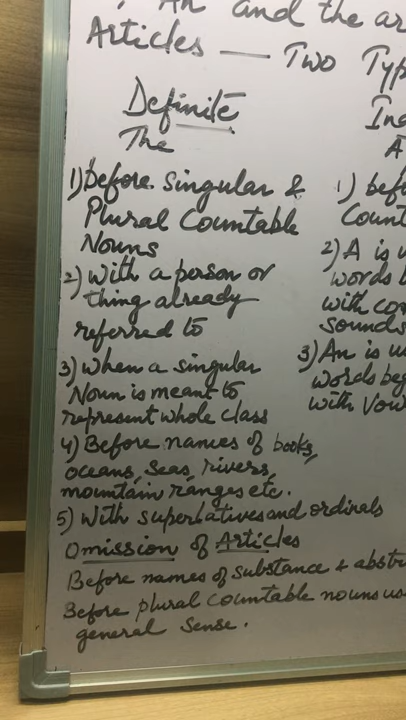 An and the ar
Articles — Two Typ
Definite
The
1) Before Singular &
Plural Countable
Nouns
2) With a person or
thing already
referred to
3) When a singular
Noun is meant to
represent whole class
4) Before names of books,
oceans, Seas, rivers,
mountain ranges etc.
5) With superlatives and ordinals
Omission of Articles
Before names of Substance & abstr
Before plural countable nouns us
general Sense.
Ind
A
1) bef
Count
2) A is u
words b
with con
Sounds
3) An is u
words beg
with Vow